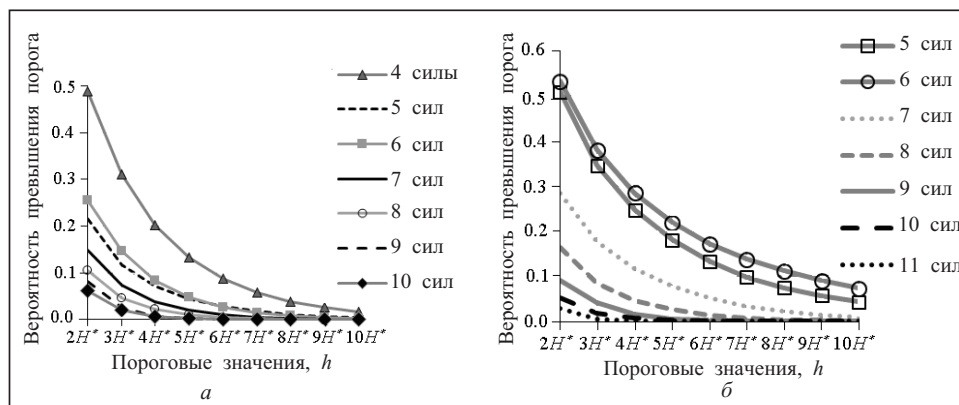 Вероятность превышения порога
0.5
0.4
0.3
0.2
0.1
0.0
2H* 3H* 4H* 5H* 6H* 7H* 8H* 9H* 10H*
Пороговые значения, h
4 силы
5 сил
6 сил
7 сил
8 сил
9 сил
10 сил
а
Вероятность превышения порога
0.6
0.5
0.4
0.3
0.2
0.1
0.0
2H* 3H* 4H* 5H* 6H* 7H* 8H* 9H* 10H*
Пороговые значения, h
5 сил
6 сил
7 сил
8 сил
9 сил
10 сил
11 сил
б